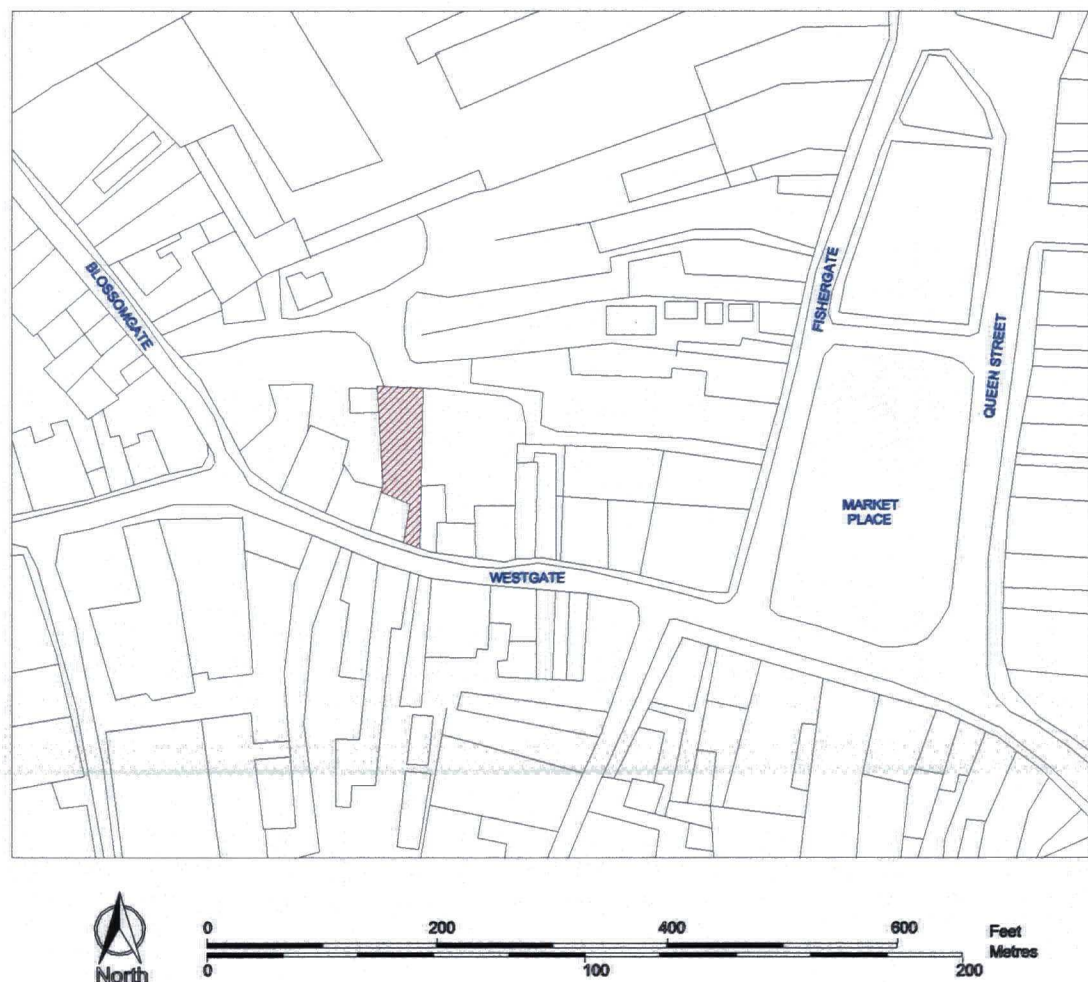 BLOSSOMGATE
FISHERGATE
QUEEN STREET
MARKET
PLACE
WESTGATE
North
0 200 400 600 Feet
Metres
0 100 200